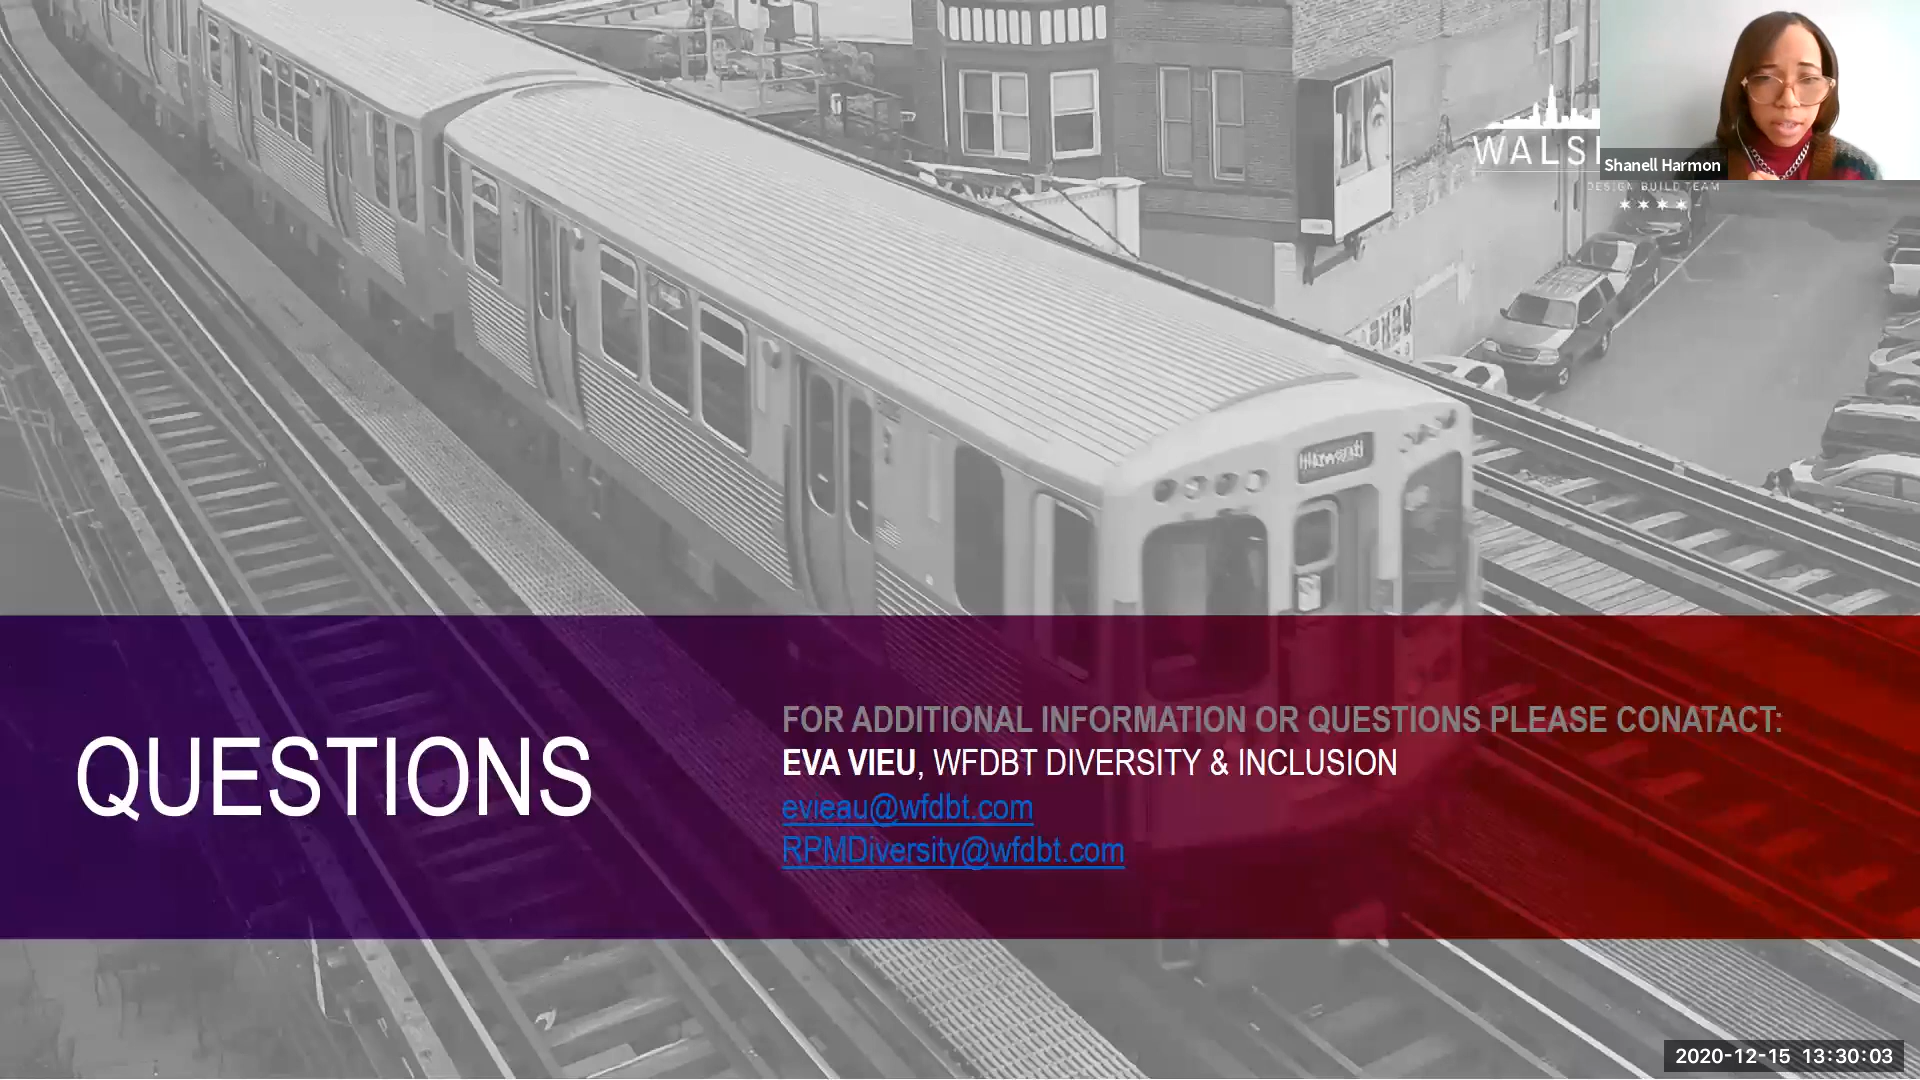 WALS
Shanell Harmon
DESIGN BUILD TEAM
QUESTIONS
FOR ADDITIONAL INFORMATION OR QUESTIONS PLEASE CONATACT:
EVA VIEU, WFDBT DIVERSITY & INCLUSION
evieau@wfdbt.com
RPMDiversity@wfdbt.com
2020-12-15 13:30:03